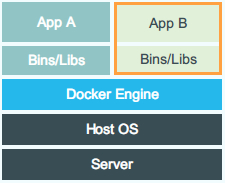 App A
App B
Bins/Libs
Bins/Libs
Docker Engine
Host OS
Server